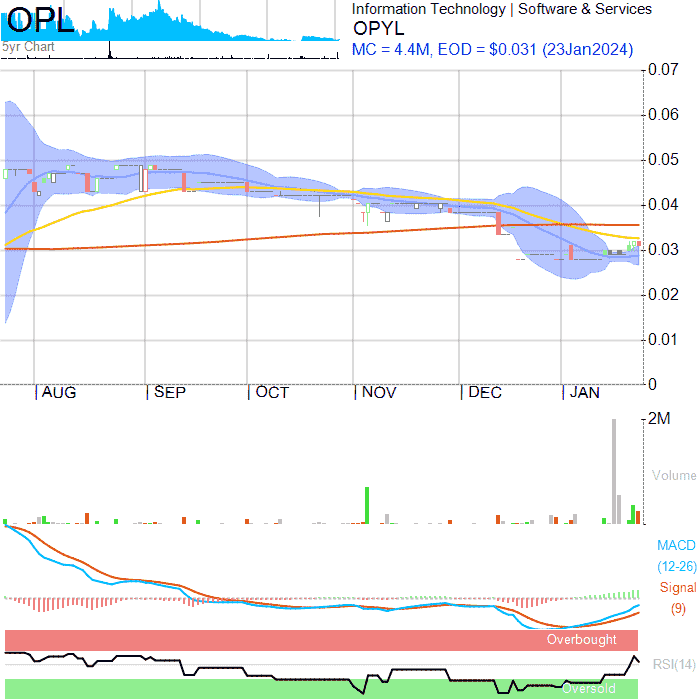 OPL
5yr Chart
Information Technology | Software & Services
OPYL
MC = 4.4M, EOD = $0.031 (23Jan2024)
0.07
0.06
0.05
0.04
0.03
0.02
0.01
0
AUG SEP OCT NOV DEC JAN
2M
Volume
MACD
(12-26)
Signal
(9)
Overbought
RSI(14)
Oversold